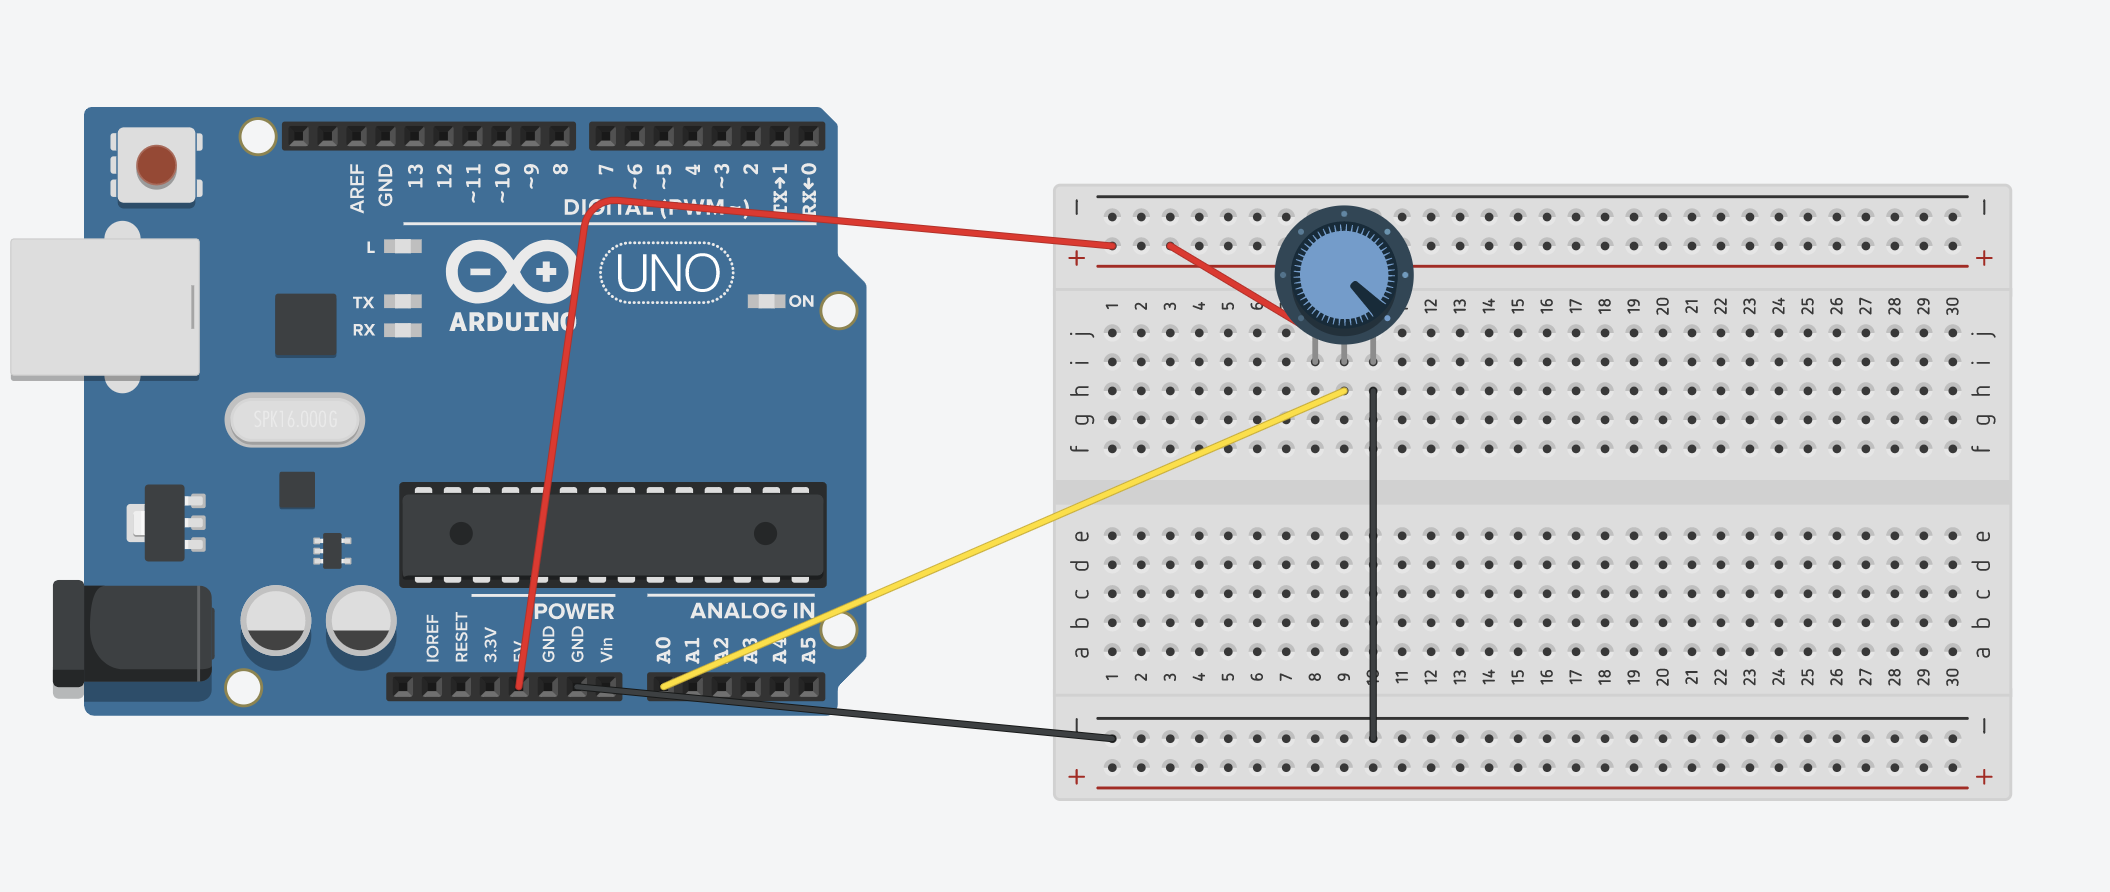 AREF
GND
13
12
~11
~10
~9
8
7
~6
~5
4
~3
2
TX→1
RX←0
DIGITAL (PWM~)
L
TX
RX
ARDUINO
UNO
ON
SPK16.000G
POWER
ANALOG IN
IOREF
RESET
3.3V
5V
GND
GND
Vin
A0
A1
A2
A3
A4
A5
− −
+ +
1 2 3 4 5 6 12 13 14 15 16 17 18 19 20 21 22 23 24 25 26 27 28 29 30
j j
i i
h h
g g
f f
e e
d d
c c
b b
a a
1 2 3 4 5 6 7 8 9 10 11 12 13 14 15 16 17 18 19 20 21 22 23 24 25 26 27 28 29 30
− −
+ +